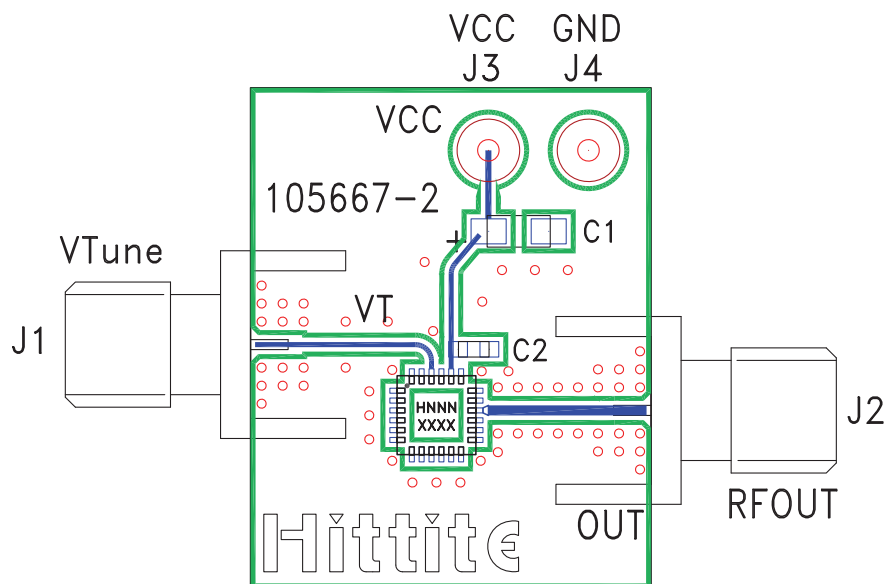 VCC GND
J3 J4
VCC
105667-2
C1
VTune
VT
J1
C2
HNNN
XXXX
J2
RFOUT
OUT
Hittite